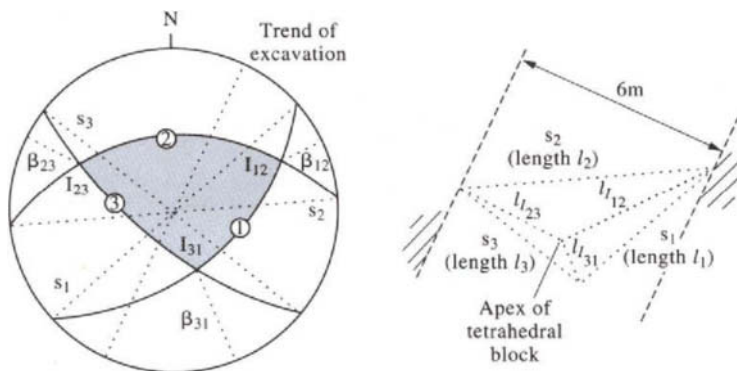 N
Trend of
excavation
s3
2
β23
I12
β12
I23
3
s2
1
I31
s1
β31
6m
s2
(length l2)
lI23
lI12
s3
(length l3)
lI31
s1
(length l1)
Apex of
tetrahedral
block